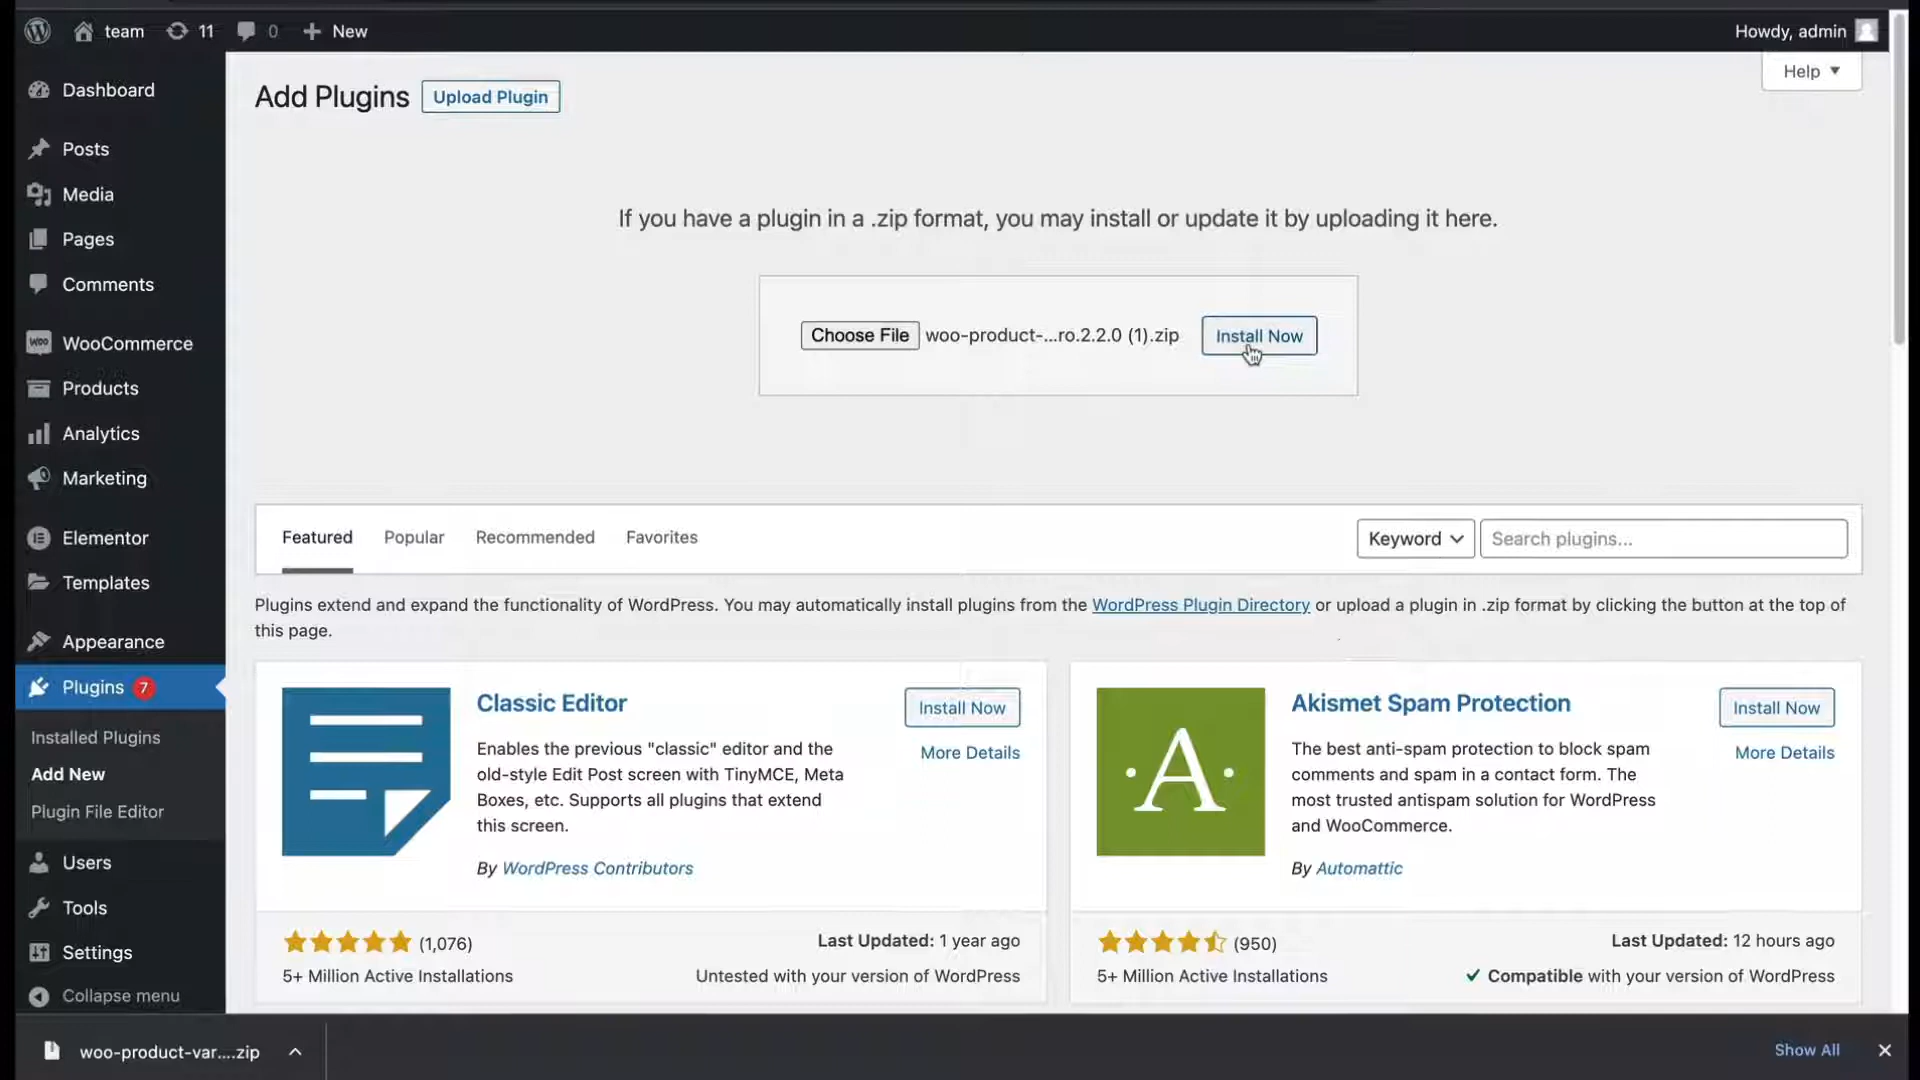 team
11
0
New
Howdy, admin
Help
Dashboard
Posts
Media
Pages
Comments
WooCommerce
Products
Analytics
Marketing
Elementor
Templates
Appearance
Plugins 7
Installed Plugins
Add New
Plugin File Editor
Users
Tools
Settings
Collapse menu
Add Plugins
Upload Plugin
If you have a plugin in a .zip format, you may install or update it by uploading it here.
Choose File woo-product-...ro.2.2.0 (1).zip
Install Now
Featured
Popular
Recommended
Favorites
Keyword
Search plugins...
Plugins extend and expand the functionality of WordPress. You may automatically install plugins from the WordPress Plugin Directory or upload a plugin in .zip format by clicking the button at the top of
this page.
Classic Editor
Install Now
More Details
Enables the previous "classic" editor and the
old-style Edit Post screen with TinyMCE, Meta
Boxes, etc. Supports all plugins that extend
this screen.
By WordPress Contributors
(1,076)
5+ Million Active Installations
Last Updated: 1 year ago
Untested with your version of WordPress
A
Akismet Spam Protection
Install Now
More Details
The best anti-spam protection to block spam
comments and spam in a contact form. The
most trusted antispam solution for WordPress
and WooCommerce.
By Automattic
(950)
5+ Million Active Installations
Last Updated: 12 hours ago
Compatible with your version of WordPress
woo-product-var....zip
Show All